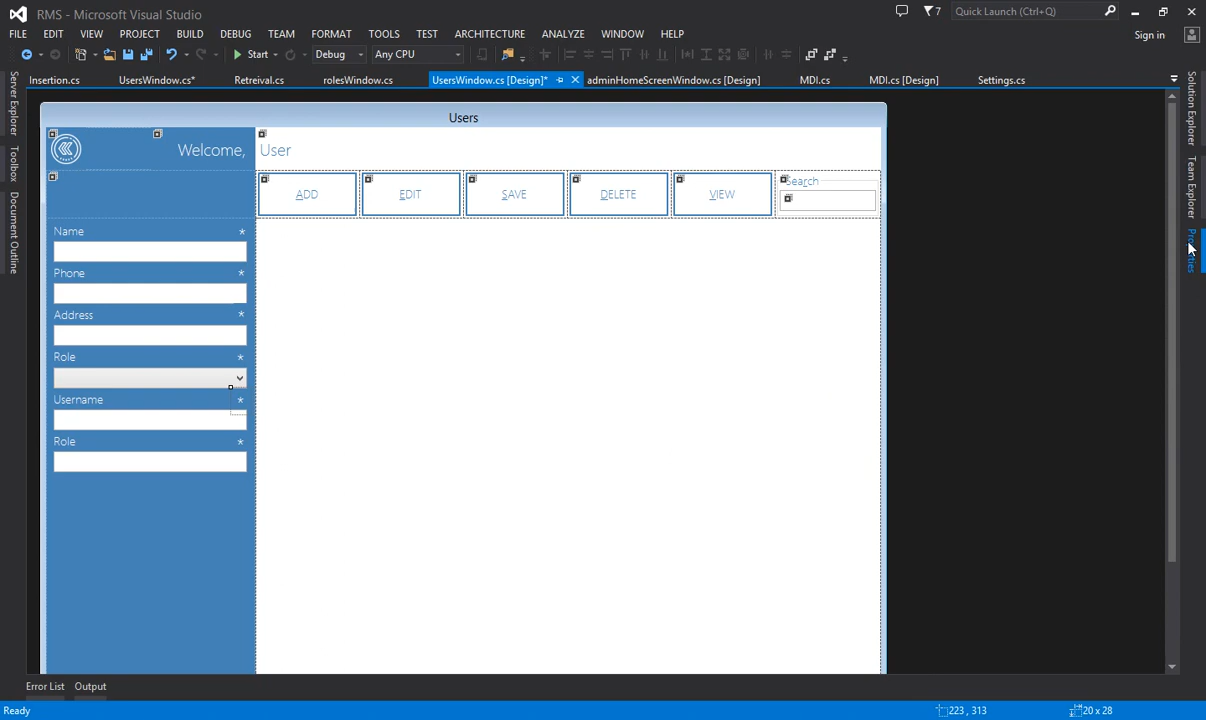 RMS - Microsoft Visual Studio
7
Quick Launch (Ctrl+Q)
FILE EDIT VIEW PROJECT BUILD DEBUG TEAM FORMAT TOOLS TEST ARCHITECTURE ANALYZE WINDOW HELP
Sign in
Start Debug Any CPU
Insertion.cs UsersWindow.cs* Retreival.cs rolesWindow.cs UsersWindow.cs [Design]* adminHomeScreenWindow.cs [Design] MDI.cs MDI.cs [Design] Settings.cs
Server Explorer
Toolbox
Document Outline
Users
Welcome, User
ADD EDIT SAVE DELETE VIEW Search
Name *
Phone *
Address *
Role *
Username *
Role *
Solution Explorer
Team Explorer
Properties
Error List Output
Ready 223 , 313 20 x 28